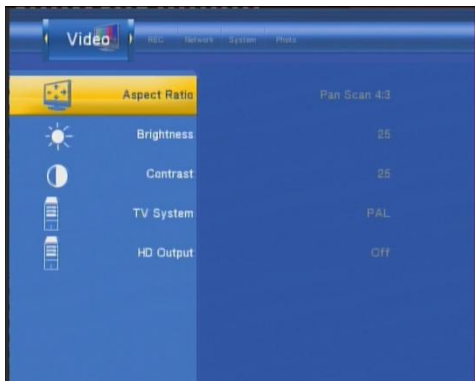 Video REC Network System Photo
Aspect Ratio Pan Scan 4:3
Brightness 25
Contrast 25
TV System PAL
HD Output Off